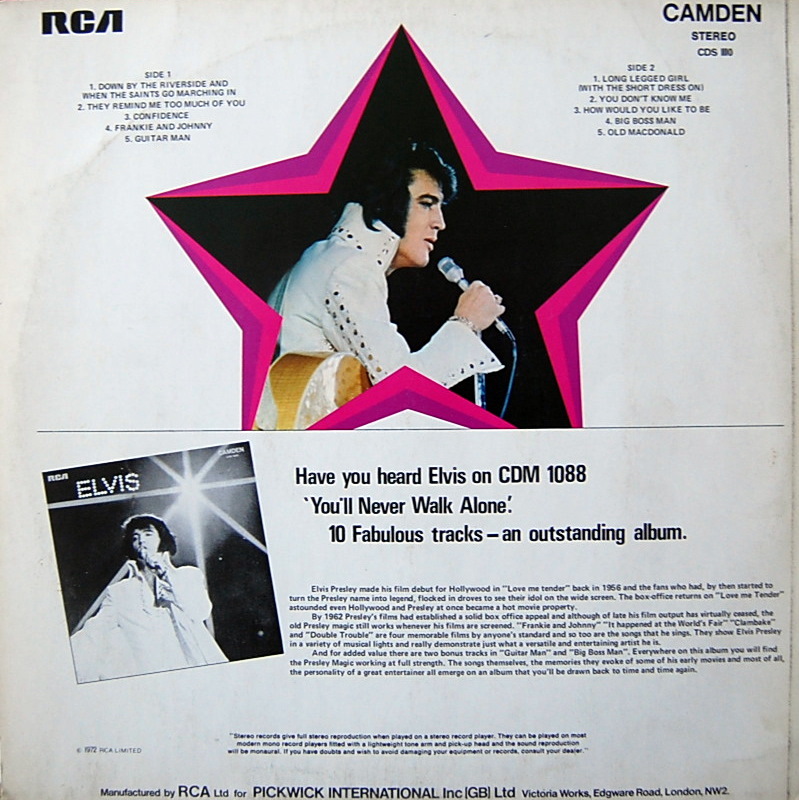 RCA
CAMDEN
STEREO
CDS
SIDE 1
1. DOWN BY THE RIVERSIDE AND
WHEN THE SAINTS GO MARCHING IN
2. THEY REMIND ME TOO MUCH OF YOU
3. CONFIDENCE
4. FRANKIE AND JOHNNY
5. GUITAR MAN
SIDE 2
1. LONG LEGGED GIRL
(WITH THE SHORT DRESS ON)
2. YOU DON'T KNOW ME
3. HOW WOULD YOU LIKE TO BE
4. BIG BOSS MAN
5. OLD MACDONALD
RCA
CAMDEN
ELVIS
Have you heard Elvis on CDM 1088
'You'll Never Walk Alone'.
10 Fabulous tracks – an outstanding album.
Elvis Presley made his film debut for Hollywood in "Love me tender" back in 1956 and the fans who had, by then started to
turn the Presley name into legend, flocked in droves to see their idol on the wide screen. The box-office returns on "Love me Tender"
astounded even Hollywood and Presley at once became a hot movie property.
By 1962 Presley's films had established a solid box office appeal and although of late his film output has virtually ceased, the
old Presley magic still works whenever his films are screened. "Frankie and Johnny" "It happened at the World's Fair" "Clambake"
and "Double Trouble" are four memorable films by anyone's standard and so too are the songs that he sings. They show Elvis Presley
in a variety of musical lights and really demonstrate just what a versatile and entertaining artist he is.
And for added value there are two bonus tracks in "Guitar Man" and "Big Boss Man". Everywhere on this album you will find
the Presley Magic working at full strength. The songs themselves, the memories they evoke of some of his early movies and most of all,
the personality of a great entertainer all emerge on an album that you'll be drawn back to time and time again.
© 1972 RCA LIMITED
"Stereo records give full stereo reproduction when played on a stereo record player. They can be played on most
modern mono record players fitted with a lightweight tone arm and pick-up head and the sound reproduction
will be monaural. If you have doubts and wish to avoid damaging your equipment or records, consult your dealer."
Manufactured by RCA Ltd for PICKWICK INTERNATIONAL Inc [GB] Ltd Victoria Works, Edgware Road, London, NW2.